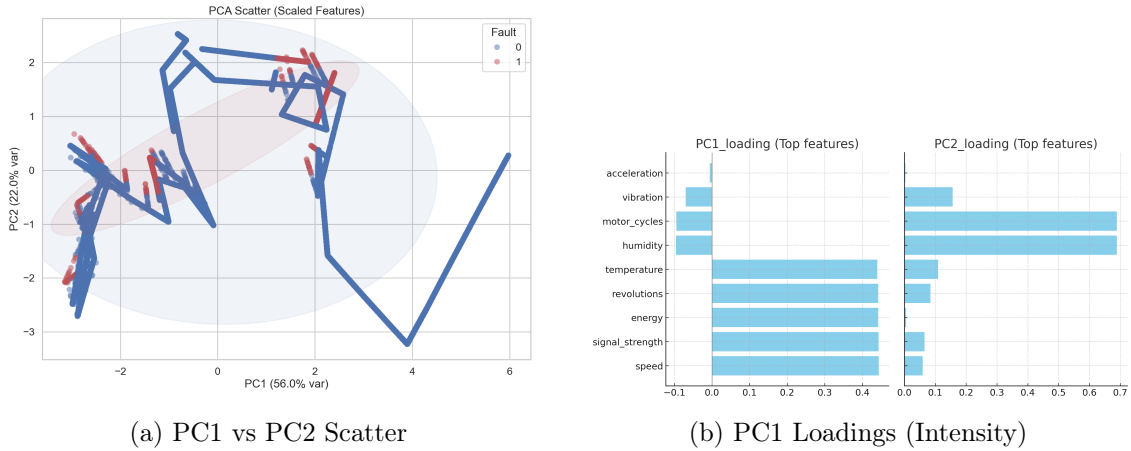 PCA Scatter (Scaled Features)
Fault
0
1
2
1
0
−1
−2
−3
PC2 (22.0% var)
−2
0
2
4
6
PC1 (56.0% var)
(a) PC1 vs PC2 Scatter
PC1_loading (Top features)
acceleration
vibration
motor_cycles
humidity
temperature
revolutions
energy
signal_strength
speed
−0.1 0.0 0.1 0.2 0.3 0.4
PC2_loading (Top features)
0.0 0.1 0.2 0.3 0.4 0.5 0.6 0.7
(b) PC1 Loadings (Intensity)